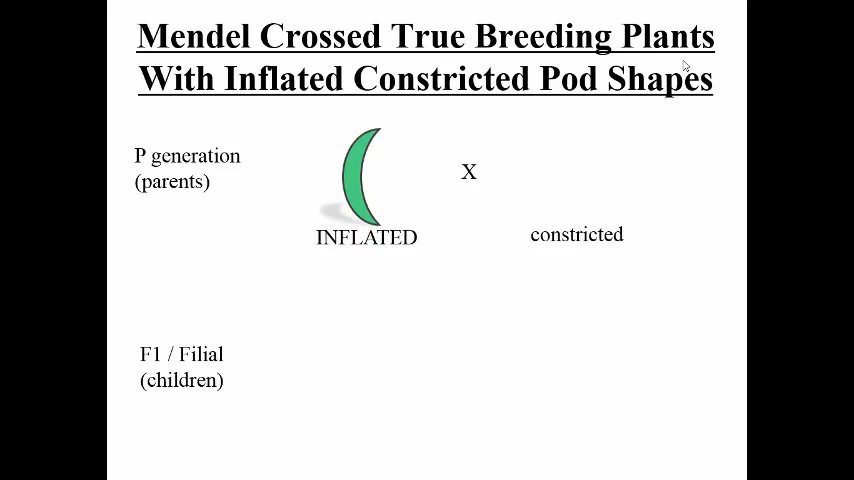 Mendel Crossed True Breeding Plants
With Inflated Constricted Pod Shapes
P generation
(parents)
X
INFLATED
constricted
F1 / Filial
(children)